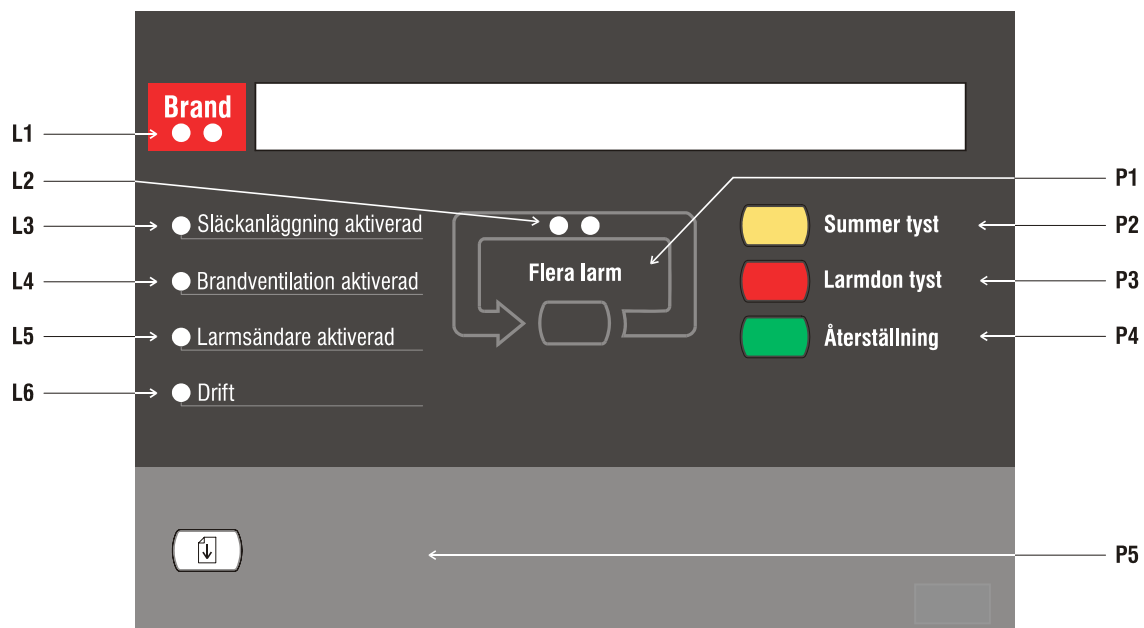 Brand
L1
L2
L3
Släckanläggning aktiverad
L4
Brandventilation aktiverad
L5
Larmsändare aktiverad
L6
Drift
Flera larm
P1
Summer tyst
P2
Larmdon tyst
P3
Återställning
P4
P5